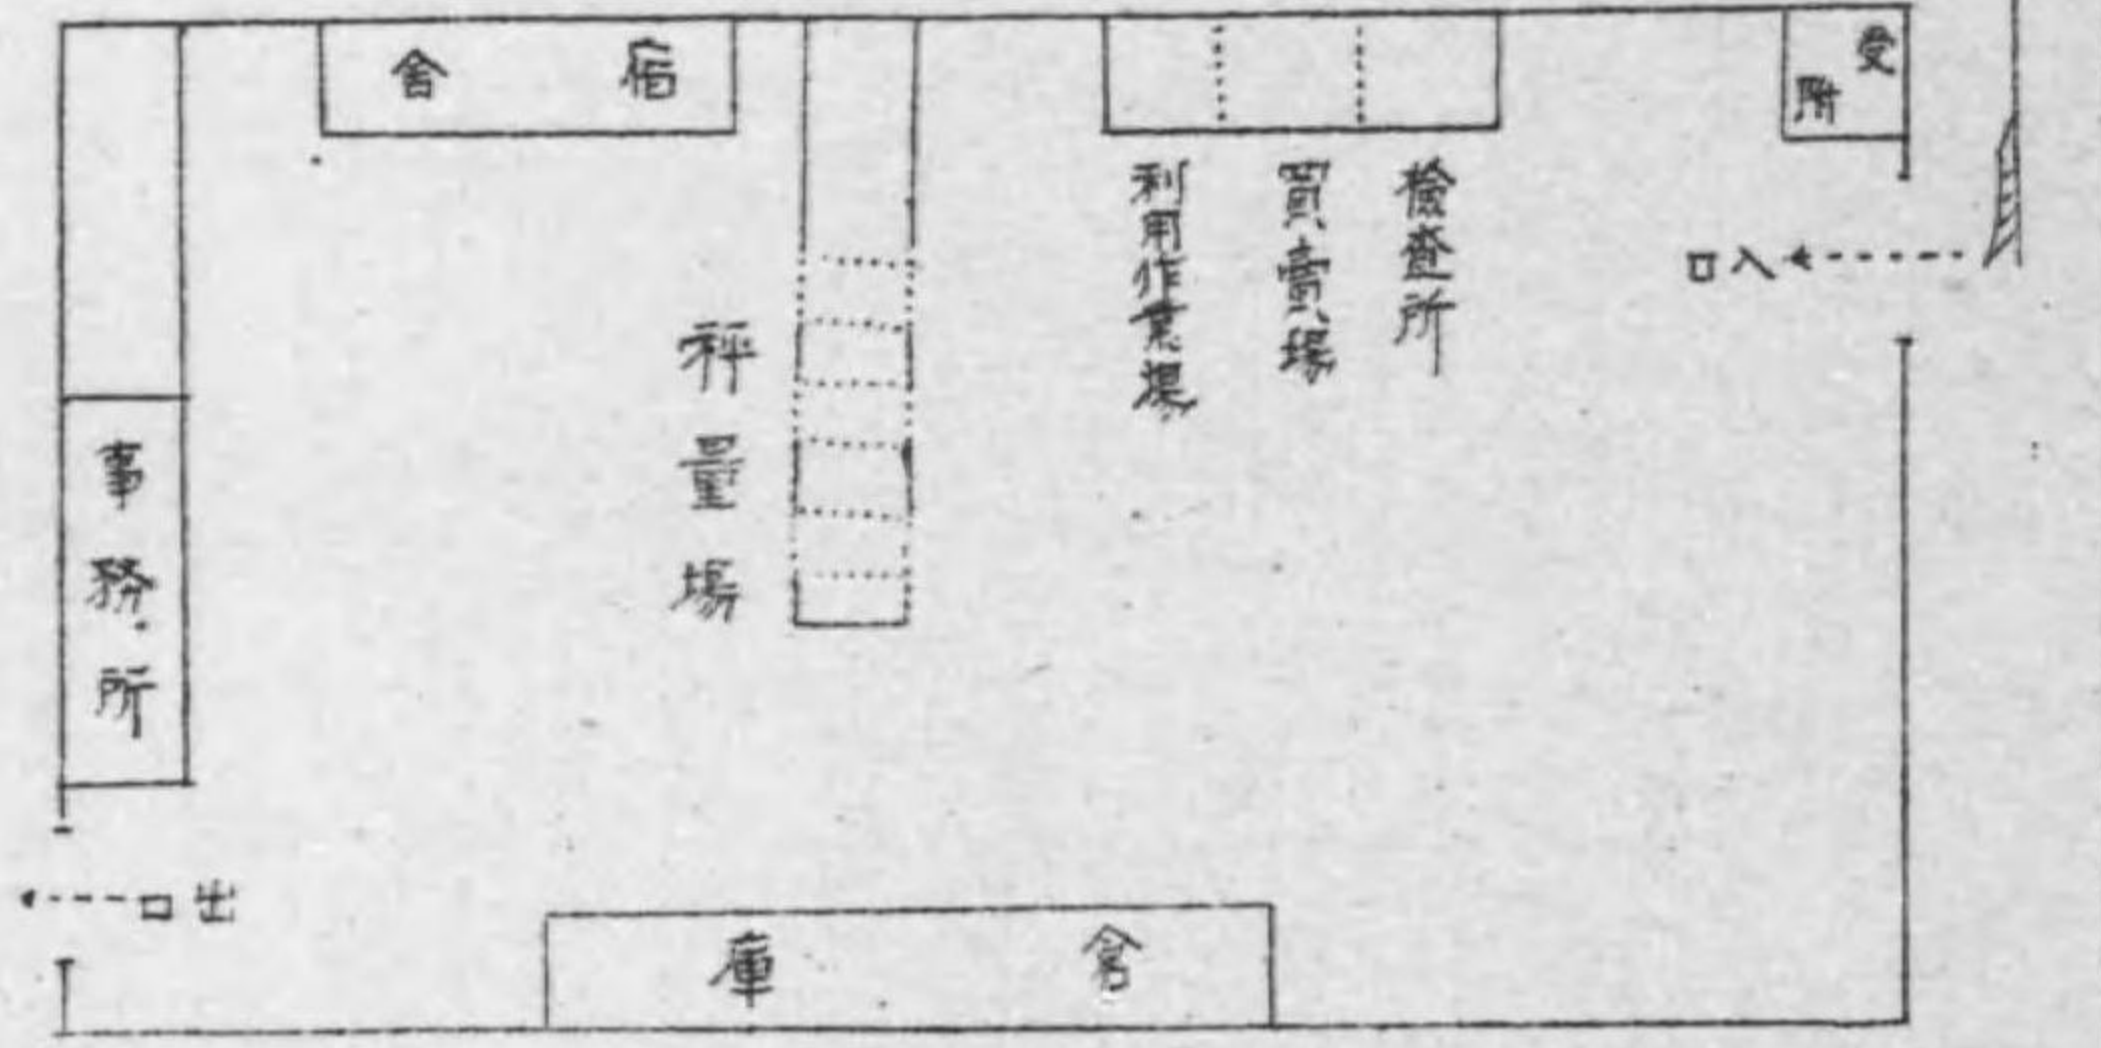 受附
入口
檢查所
買賣場
利用作業場
秤量場
宿舍
事務所
出口
倉庫